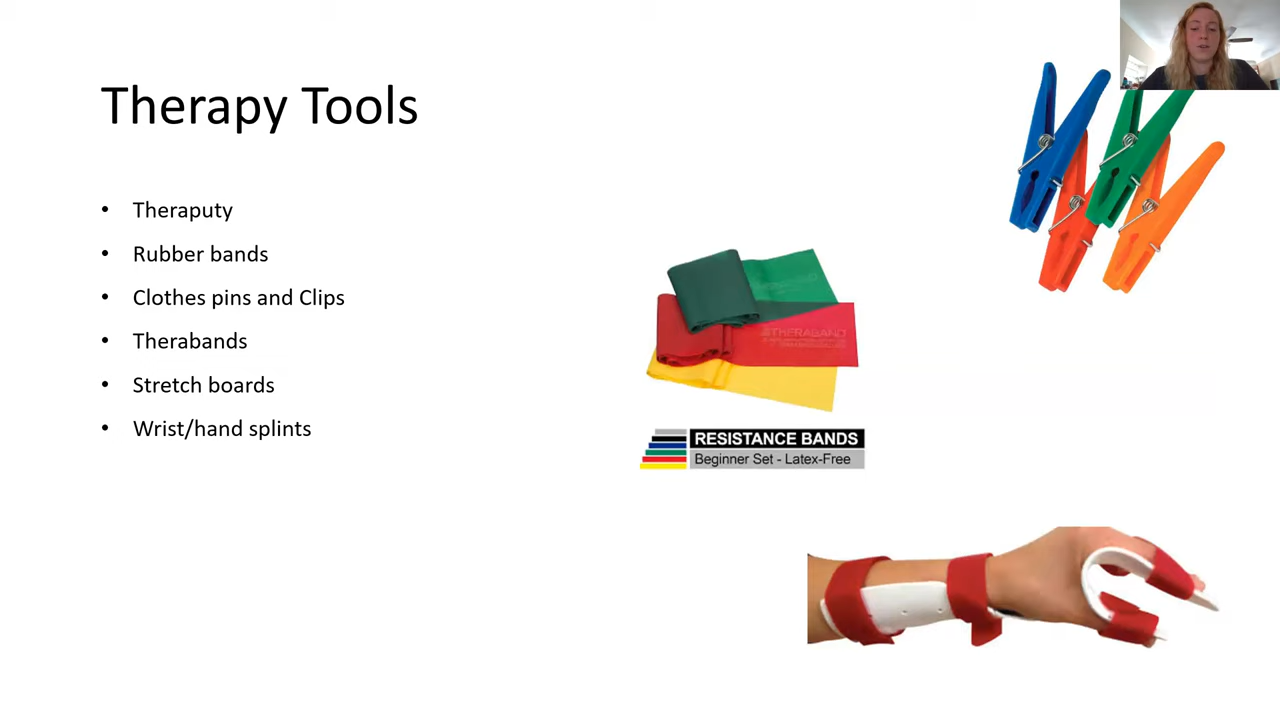 Therapy Tools
• Theraputy
• Rubber bands
• Clothes pins and Clips
• Therabands
• Stretch boards
• Wrist/hand splints
THERABAND
RESISTANCE BANDS
Beginner Set - Latex-Free